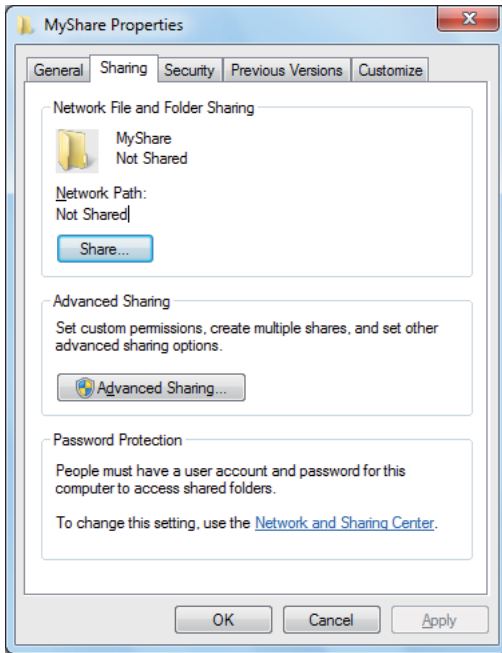 MyShare Properties
General Sharing Security Previous Versions Customize
Network File and Folder Sharing
MyShare
Not Shared
Network Path:
Not Shared
Share...
Advanced Sharing
Set custom permissions, create multiple shares, and set other
advanced sharing options.
Advanced Sharing...
Password Protection
People must have a user account and password for this
computer to access shared folders.
To change this setting, use the Network and Sharing Center.
OK Cancel Apply